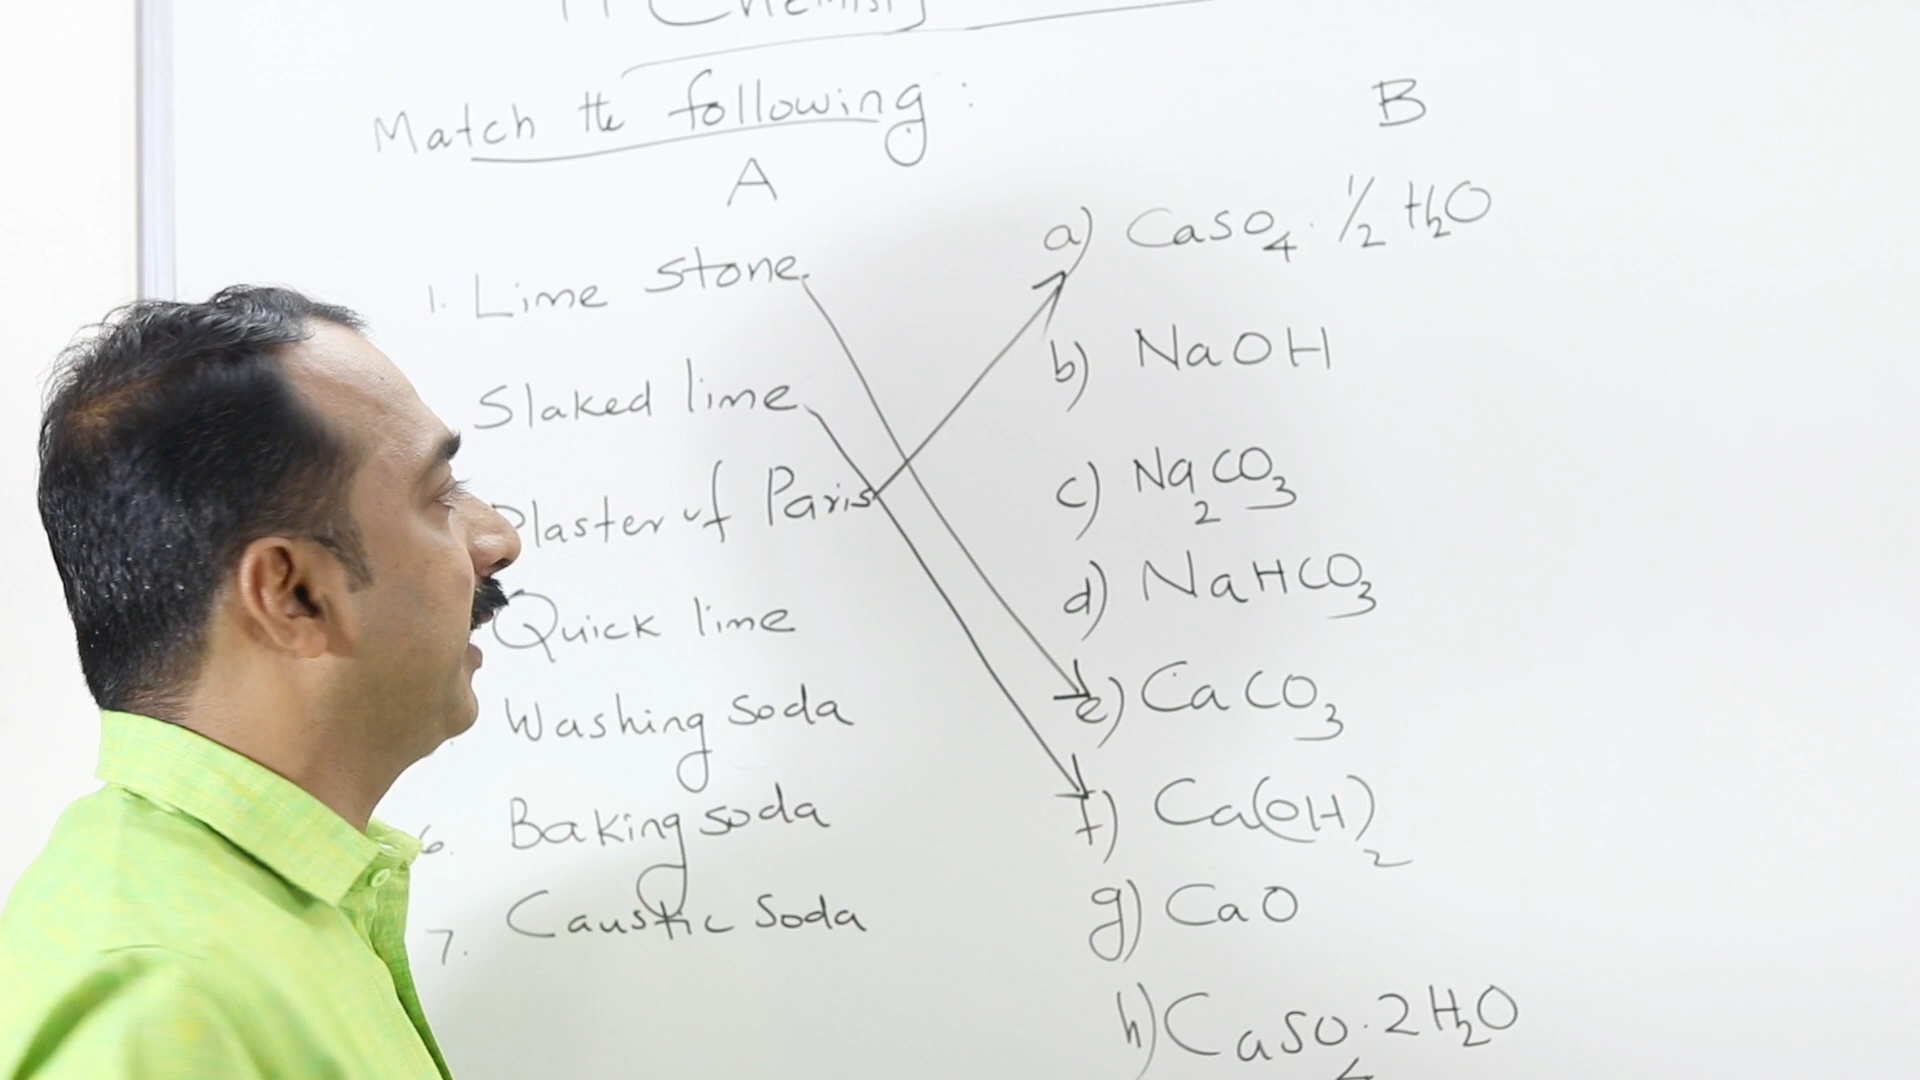 Match the following :
A
B
1. Lime stone
Slaked lime
Plaster of Paris
Quick lime
Washing soda
6. Baking soda
7. Caustic Soda
a) CaSO4 . 1/2 H2O
b) NaOH
c) Na2CO3
d) NaHCO3
e) CaCO3
f) Ca(OH)2
g) CaO
h) CaSO4 . 2H2O